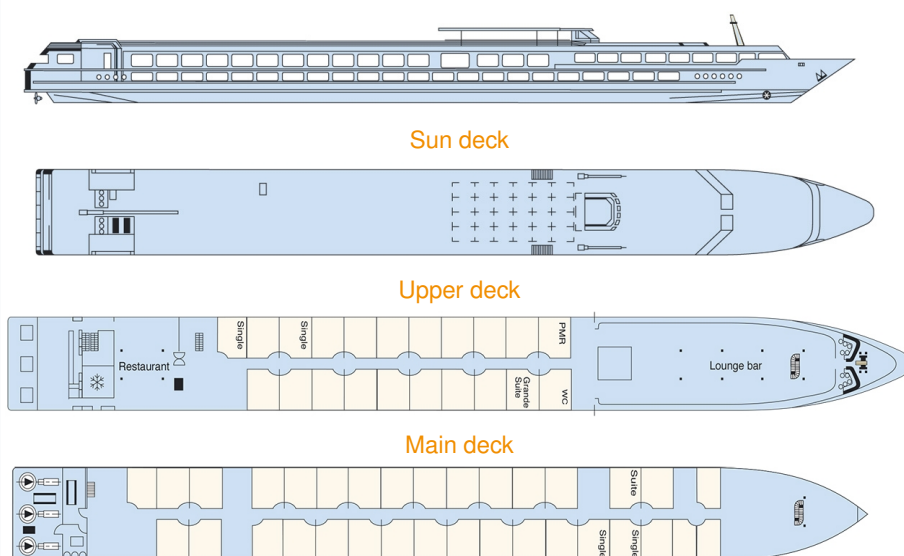 Sun deck
Upper deck
Single
Single
PMR
Restaurant
Lounge bar
Grande
Suite
WC
Main deck
Suite
Single
Single